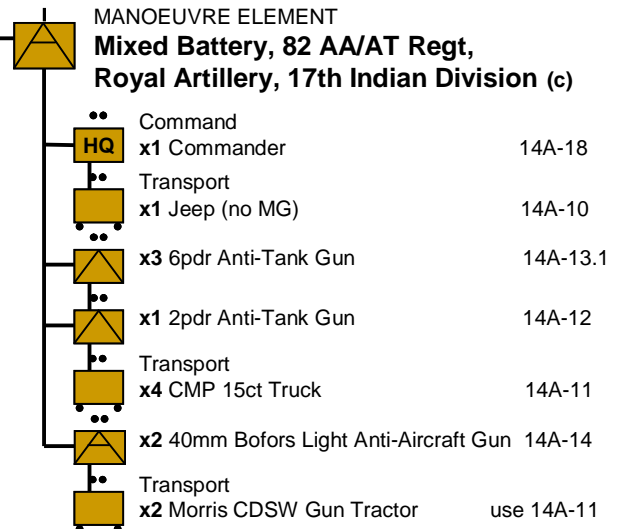 MANOEUVRE ELEMENT
Mixed Battery, 82 AA/AT Regt,
Royal Artillery, 17th Indian Division (c)
Command
HQ x1 Commander 14A-18
Transport
x1 Jeep (no MG) 14A-10
x3 6pdr Anti-Tank Gun 14A-13.1
x1 2pdr Anti-Tank Gun 14A-12
Transport
x4 CMP 15ct Truck 14A-11
x2 40mm Bofors Light Anti-Aircraft Gun 14A-14
Transport
x2 Morris CDSW Gun Tractor use 14A-11